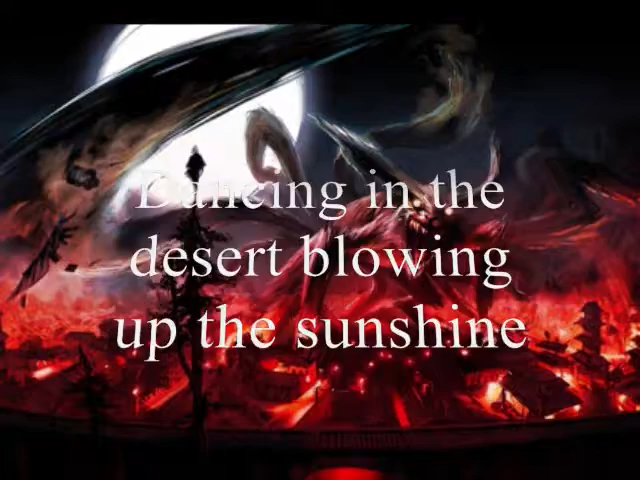 Dancing in the
desert blowing
up the sunshine